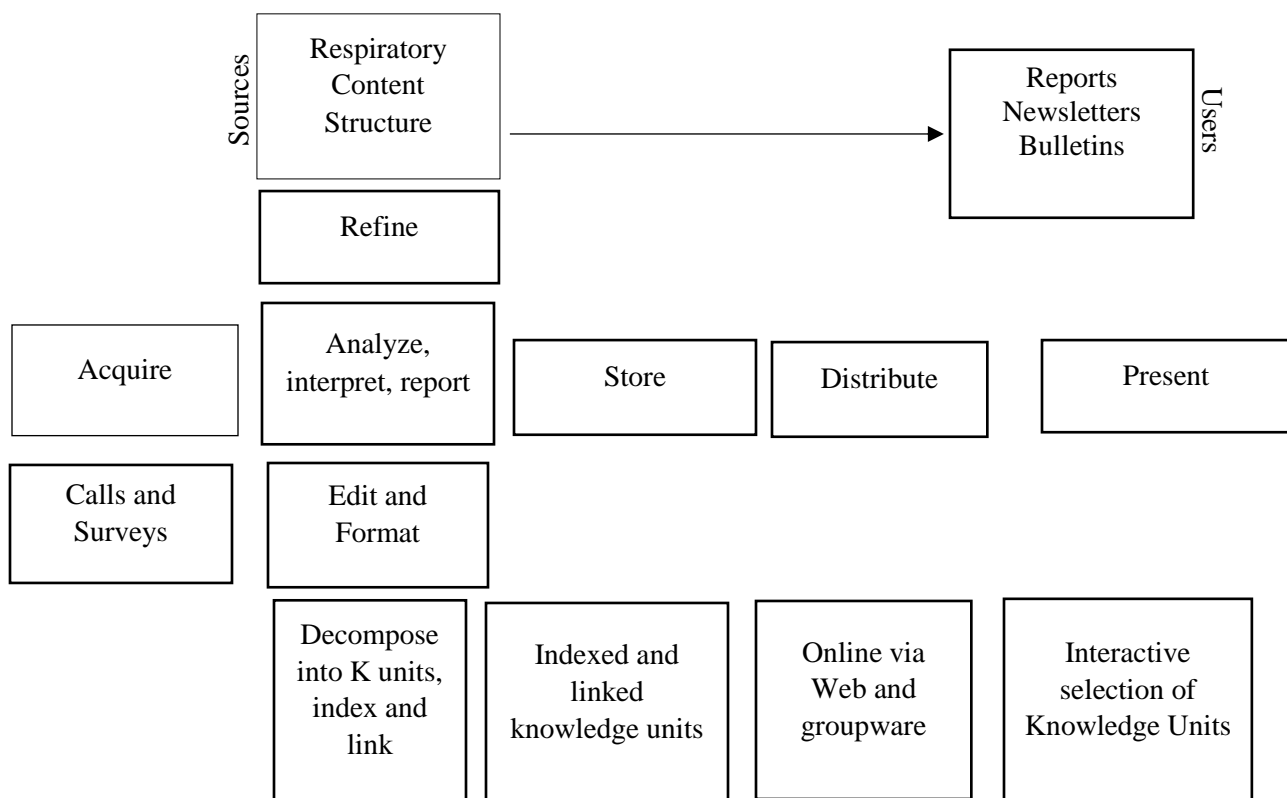 Sources
Respiratory
Content
Structure
Reports
Newsletters
Bulletins
Users
Refine
Acquire
Analyze,
interpret, report
Store
Distribute
Present
Calls and
Surveys
Edit and
Format
Decompose
into K units,
index and
link
Indexed and
linked
knowledge units
Online via
Web and
groupware
Interactive
selection of
Knowledge Units